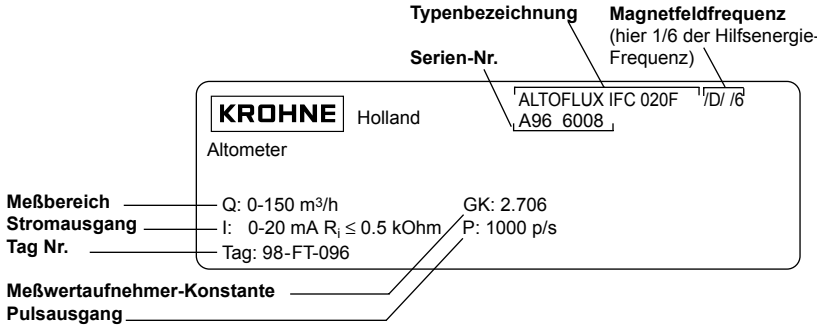 Typenbezeichnung
Magnetfeldfrequenz
(hier 1/6 der Hilfsenergie-
Frequenz)
Serien-Nr.
KROHNE Holland
ALTOFLUX IFC 020F /D/ /6
A96 6008
Altometer
Meßbereich Q: 0-150 m³/h GK: 2.706
Stromausgang I: 0-20 mA Ri ≤ 0.5 kOhm P: 1000 p/s
Tag Nr. Tag: 98-FT-096
Meßwertaufnehmer-Konstante
Pulsausgang